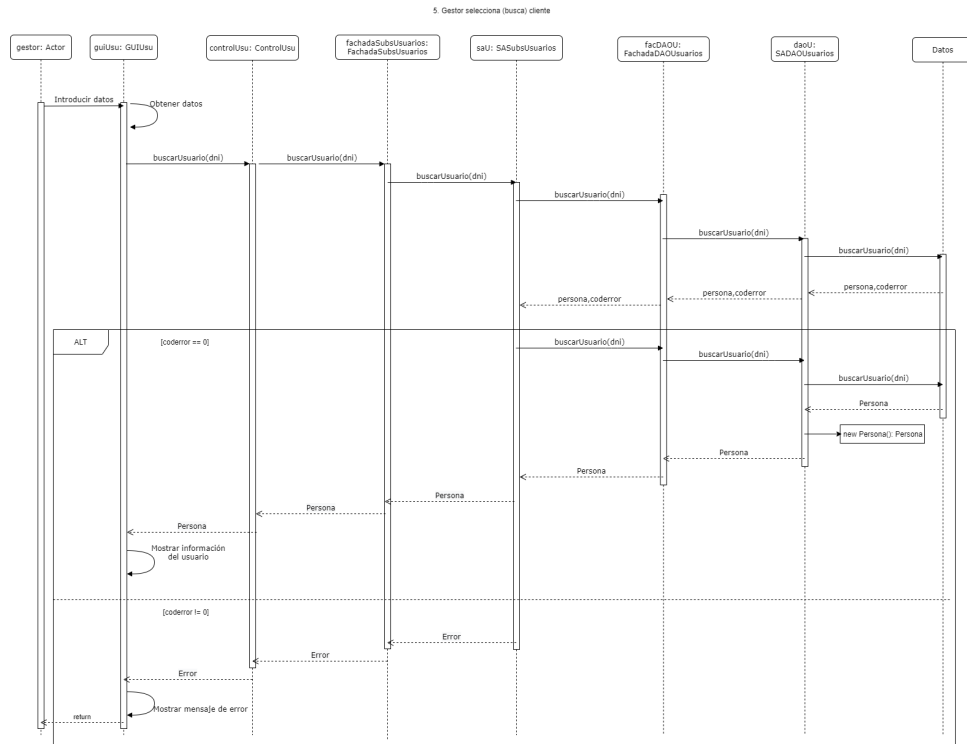 5. Gestor selecciona (busca) cliente
gestor: Actor
guiUsu: GUIUsu
controlUsu: ControlUsu
fachadaSubsUsuarios:
FachadaSubsUsuarios
saU: SASubsUsuarios
facDAOU:
FachadaDAOUsuarios
daoU:
SADAOUsuarios
Datos
Introducir datos
Obtener datos
buscarUsuario(dni)
buscarUsuario(dni)
buscarUsuario(dni)
buscarUsuario(dni)
buscarUsuario(dni)
buscarUsuario(dni)
persona,coderror
persona,coderror
persona,coderror
ALT
[coderror == 0]
buscarUsuario(dni)
buscarUsuario(dni)
buscarUsuario(dni)
Persona
new Persona(): Persona
Persona
Persona
Persona
Persona
Persona
Mostrar información
del usuario
[coderror != 0]
Error
Error
Error
Mostrar mensaje de error
return